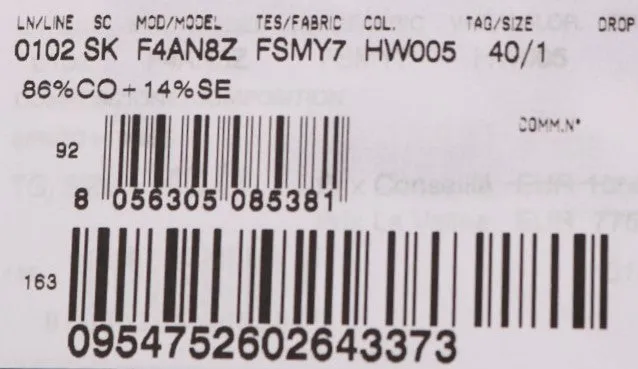 LN/LINE SC MOD/MODEL TES/FABRIC COL. TAG/SIZE DROP
0102 SK F4AN8Z FSMY7 HW005 40/1
86%CO+14%SE
COMM.N°
92
8 056305 085381
163
0954752602643373